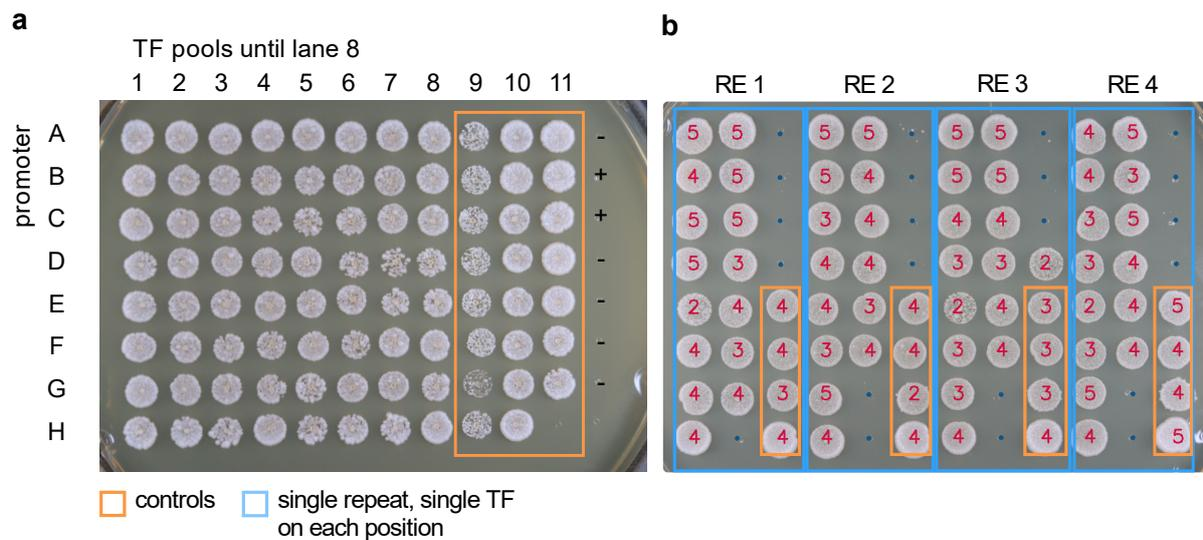 a
TF pools until lane 8
1 2 3 4 5 6 7 8 9 10 11
promoter
A -
B +
C +
D -
E -
F -
G -
H
controls
single repeat, single TF
on each position
b
RE 1 RE 2 RE 3 RE 4
5 5 5 5 5 5 4 5
4 5 5 4 5 5 4 3
5 5 3 4 4 4 3 5
5 3 4 4 3 3 2 3 4
2 4 4 4 3 4 2 4 3 2 4 5
4 3 4 3 4 4 3 4 3 3 4 4
4 4 3 5 2 3 3 5 4
4 4 4 4 4 4 4 5